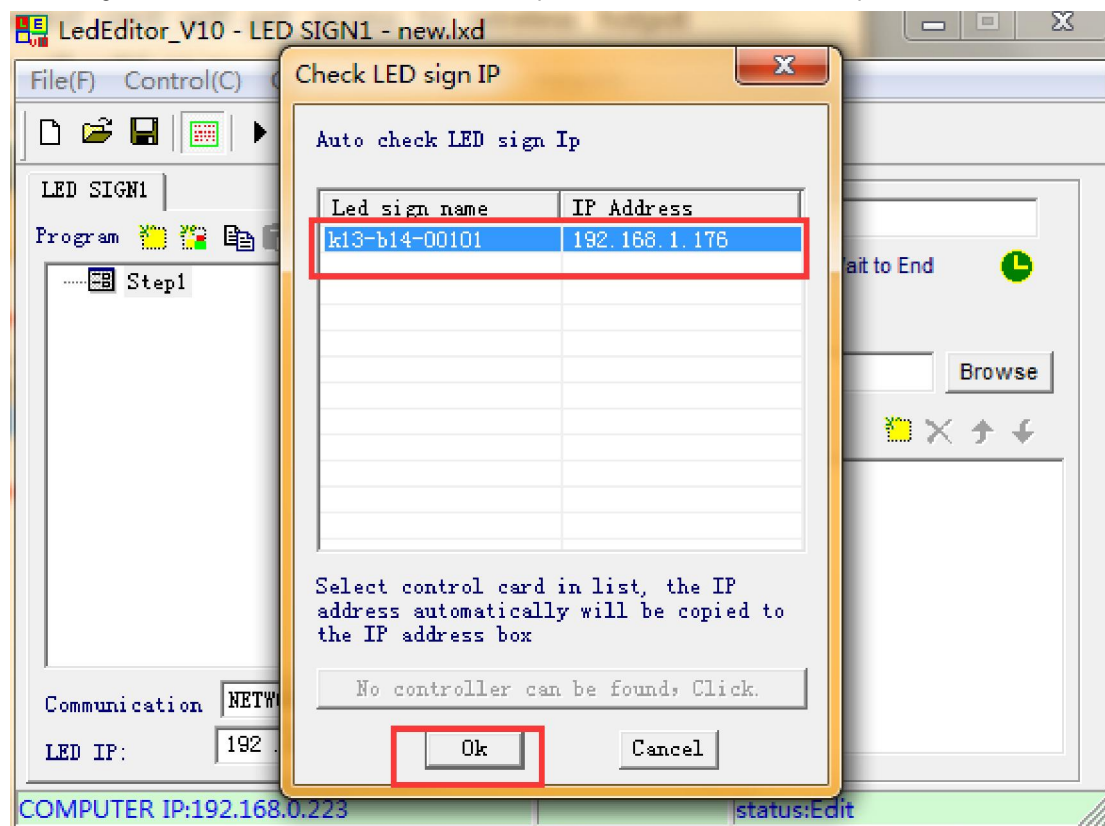 LedEditor_V10 - LED SIGN1 - new.lxd
File(F) Control(C)
Check LED sign IP
Auto check LED sign Ip
LED SIGN1
Led sign name IP Address
Program
k13-b14-00101 192.168.1.176
Step1
ait to End
Browse
Select control card in list, the IP
address automatically will be copied to
the IP address box
No controller can be found, Click.
Communication NETW
LED IP: 192 .
Ok Cancel
COMPUTER IP:192.168.0.223 status:Edit